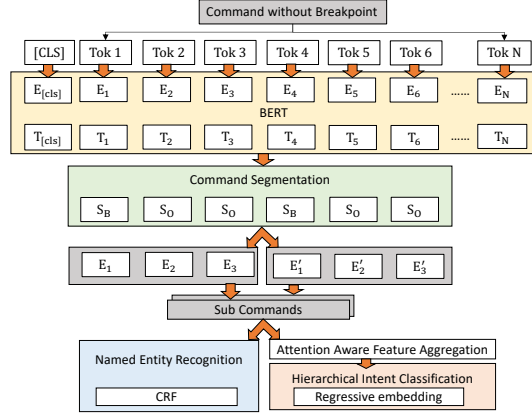 Command without Breakpoint
[CLS] Tok 1 Tok 2 Tok 3 Tok 4 Tok 5 Tok 6 Tok N
E[cls] E1 E2 E3 E4 E5 E6 …… EN
BERT
T[cls] T1 T2 T3 T4 T5 T6 …… TN
Command Segmentation
SB SO SO SB SO SO
E1 E2 E3 E′1 E′2 E′3
Sub Commands
Named Entity Recognition
Attention Aware Feature Aggregation
Hierarchical Intent Classification
CRF
Regressive embedding